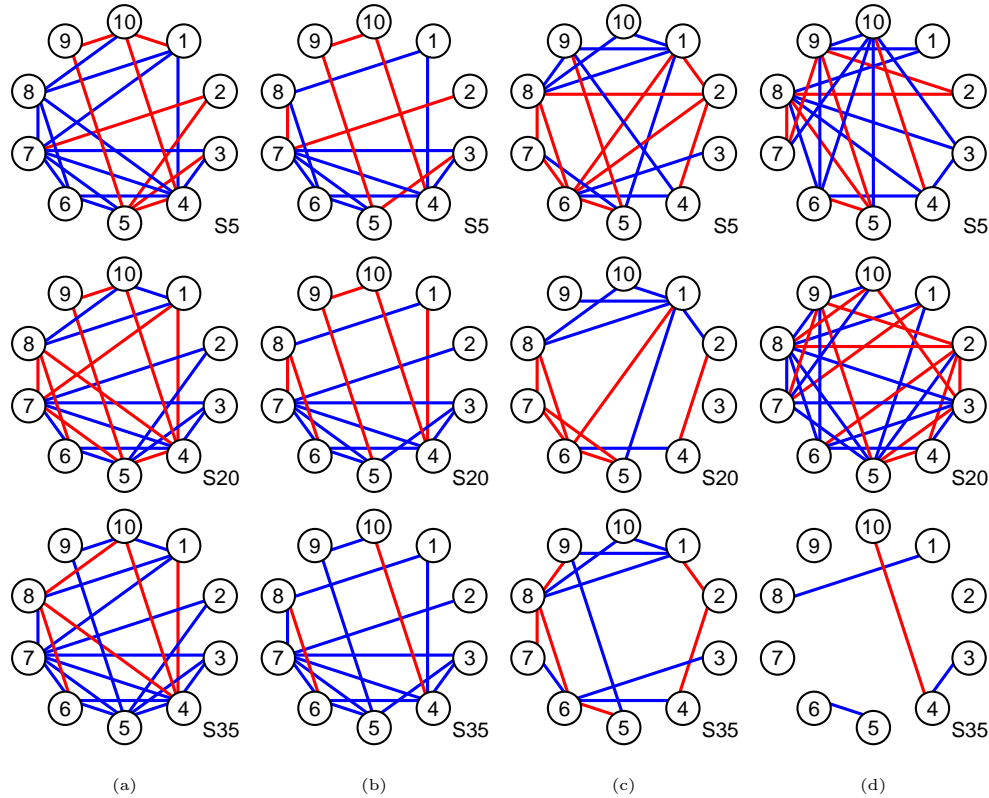 10 10 10 10
9 1 9 1 9 1 9 1
8 2 8 2 8 2 8 2
7 3 7 3 7 3 7 3
6 4 6 4 6 4 6 4
5 5 5 5
S5 S5 S5 S5
10 10 10 10
9 1 9 1 9 1 9 1
8 2 8 2 8 2 8 2
7 3 7 3 7 3 7 3
6 4 6 4 6 4 6 4
5 5 5 5
S20 S20 S20 S20
10 10 10 10
9 1 9 1 9 1 9 1
8 2 8 2 8 2 8 2
7 3 7 3 7 3 7 3
6 4 6 4 6 4 6 4
5 5 5 5
S35 S35 S35 S35
(a) (b) (c) (d)